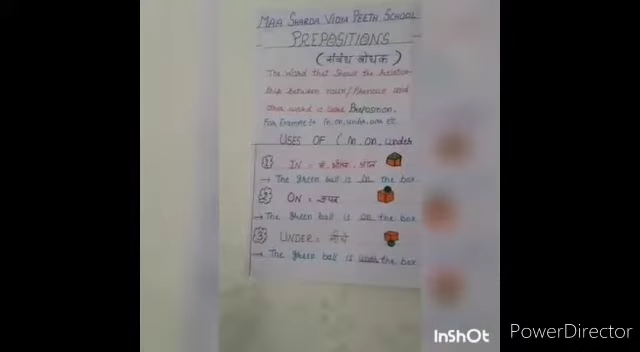 MAA SHARDA VIDYA PEETH SCHOOL
PREPOSITIONS
(संबंध बोधक)
The word that shows the relation-
ship between noun/Pronoun and
other word is called Preposition.
For Example:- In, on, under, etc.
USES OF (In, on, under
① IN =
→ The green ball is in the box
② ON = ऊपर
→ The green ball is on the box
③ UNDER = नीचे
→ The green ball is under the box
InShOt
PowerDirector